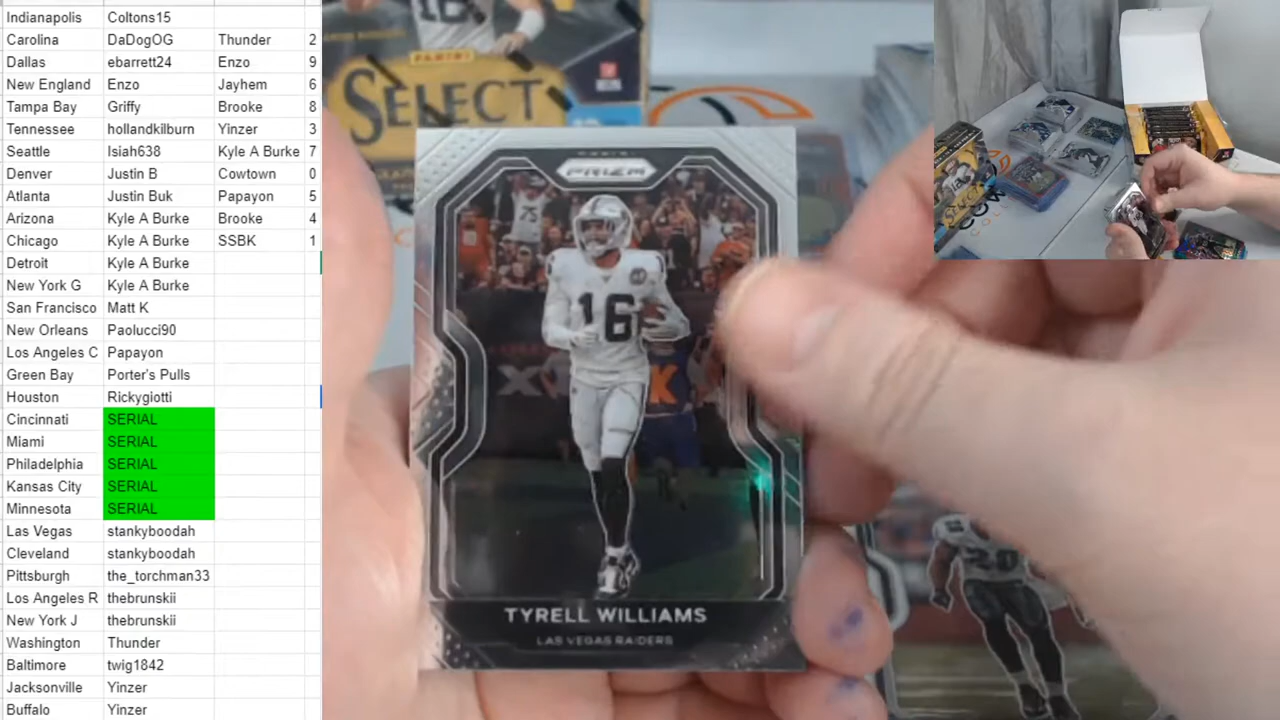 Indianapolis Coltons15
Carolina DaDogOG Thunder 2
Dallas ebarrett24 Enzo 9
New England Enzo Jayhem 6
Tampa Bay Griffy Brooke 8
Tennessee hollandkilburn Yinzer 3
Seattle Isiah638 Kyle A Burke 7
Denver Justin B Cowtown 0
Atlanta Justin Buk Papayon 5
Arizona Kyle A Burke Brooke 4
Chicago Kyle A Burke SSBK 1
Detroit Kyle A Burke
New York G Kyle A Burke
San Francisco Matt K
New Orleans Paolucci90
Los Angeles C Papayon
Green Bay Porter's Pulls
Houston Rickygiotti
Cincinnati SERIAL
Miami SERIAL
Philadelphia SERIAL
Kansas City SERIAL
Minnesota SERIAL
Las Vegas stankyboodah
Cleveland stankyboodah
Pittsburgh the_torchman33
Los Angeles R thebrunskii
New York J thebrunskii
Washington Thunder
Baltimore twig1842
Jacksonville Yinzer
Buffalo Yinzer
16
PANINI
SELECT
PRIZM
75
16
TYRELL WILLIAMS
LAS VEGAS RAIDERS